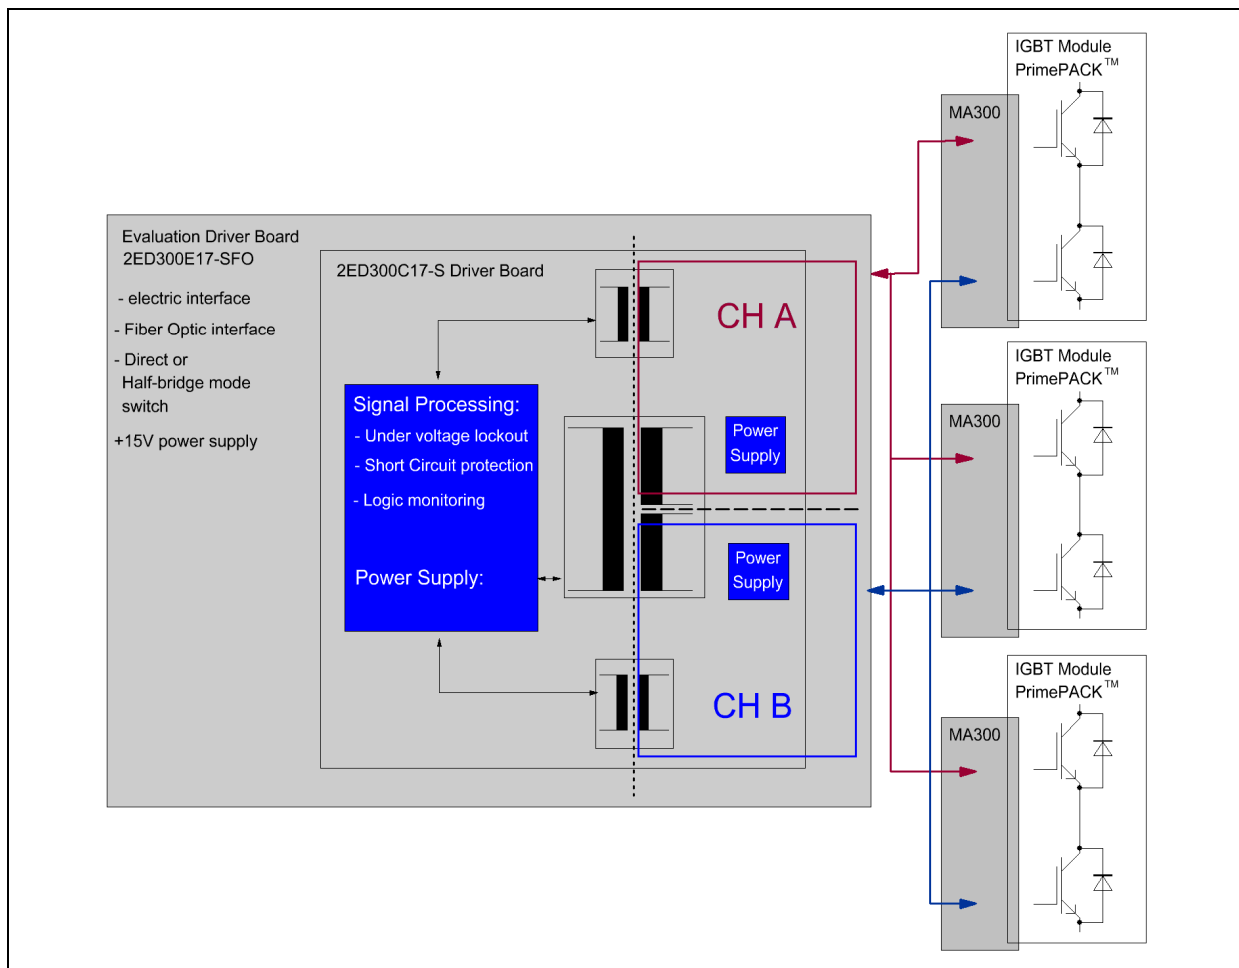 Evaluation Driver Board
2ED300E17-SFO
- electric interface
- Fiber Optic interface
- Direct or
Half-bridge mode
switch
+15V power supply
2ED300C17-S Driver Board
Signal Processing:
- Under voltage lockout
- Short Circuit protection
- Logic monitoring
Power Supply:
CH A
Power
Supply
Power
Supply
CH B
IGBT Module
PrimePACK™
MA300
IGBT Module
PrimePACK™
MA300
IGBT Module
PrimePACK™
MA300